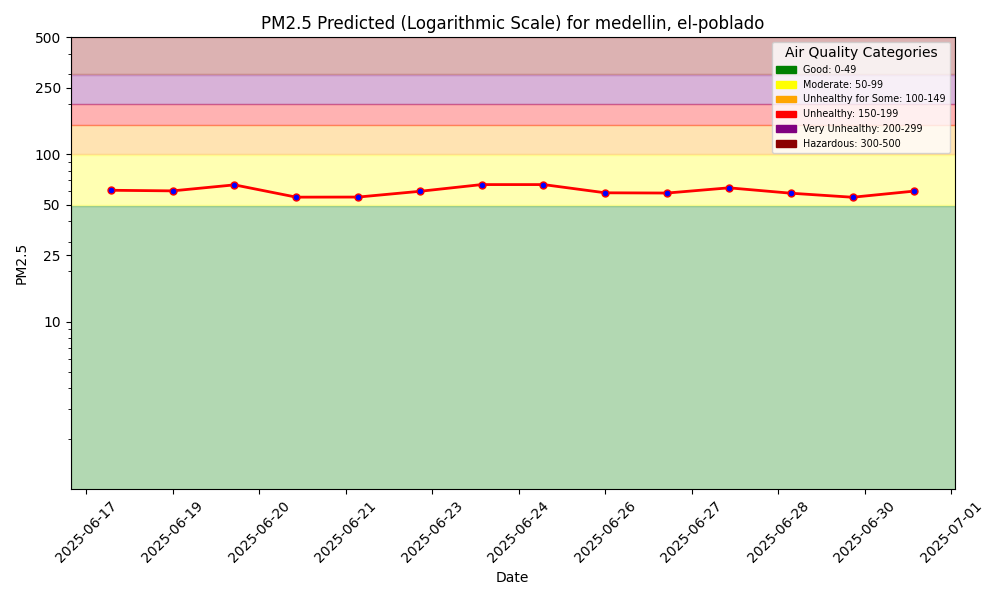 PM2.5 Predicted (Logarithmic Scale) for medellin, el-poblado
Air Quality Categories
Good: 0-49
Moderate: 50-99
Unhealthy for Some: 100-149
Unhealthy: 150-199
Very Unhealthy: 200-299
Hazardous: 300-500
500
250
100
50
25
10
PM2.5
2025-06-17
2025-06-19
2025-06-20
2025-06-21
2025-06-23
2025-06-24
2025-06-26
2025-06-27
2025-06-28
2025-06-30
2025-07-01
Date